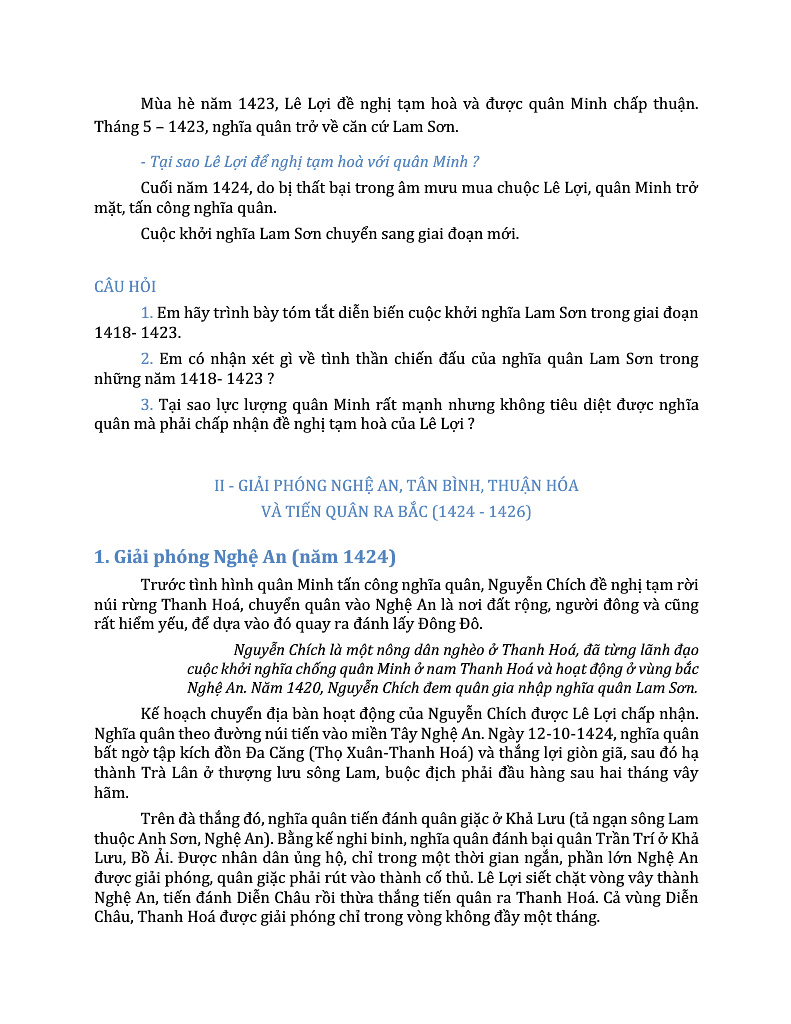 Mùa hè năm 1423, Lê Lợi đề nghị tạm hoà và được quân Minh chấp thuận.
Tháng 5 – 1423, nghĩa quân trở về căn cứ Lam Sơn.
- Tại sao Lê Lợi để nghị tạm hoà với quân Minh ?
Cuối năm 1424, do bị thất bại trong âm mưu mua chuộc Lê Lợi, quân Minh trở
mặt, tấn công nghĩa quân.
Cuộc khởi nghĩa Lam Sơn chuyển sang giai đoạn mới.
CÂU HỎI
1. Em hãy trình bày tóm tắt diễn biến cuộc khởi nghĩa Lam Sơn trong giai đoạn
1418- 1423.
2. Em có nhận xét gì về tình thần chiến đấu của nghĩa quân Lam Sơn trong
những năm 1418- 1423 ?
3. Tại sao lực lượng quân Minh rất mạnh nhưng không tiêu diệt được nghĩa
quân mà phải chấp nhận đề nghị tạm hoà của Lê Lợi ?
II - GIẢI PHÓNG NGHỆ AN, TÂN BÌNH, THUẬN HÓA
VÀ TIẾN QUÂN RA BẮC (1424 - 1426)
1. Giải phóng Nghệ An (năm 1424)
Trước tình hình quân Minh tấn công nghĩa quân, Nguyễn Chích đề nghị tạm rời
núi rừng Thanh Hoá, chuyển quân vào Nghệ An là nơi đất rộng, người đông và cũng
rất hiểm yếu, để dựa vào đó quay ra đánh lấy Đông Đô.
Nguyễn Chích là một nông dân nghèo ở Thanh Hoá, đã từng lãnh đạo
cuộc khởi nghĩa chống quân Minh ở nam Thanh Hoá và hoạt động ở vùng bắc
Nghệ An. Năm 1420, Nguyễn Chích đem quân gia nhập nghĩa quân Lam Sơn.
Kế hoạch chuyển địa bàn hoạt động của Nguyễn Chích được Lê Lợi chấp nhận.
Nghĩa quân theo đường núi tiến vào miền Tây Nghệ An. Ngày 12-10-1424, nghĩa quân
bất ngờ tập kích đồn Đa Căng (Thọ Xuân-Thanh Hoá) và thắng lợi giòn giã, sau đó hạ
thành Trà Lân ở thượng lưu sông Lam, buộc địch phải đầu hàng sau hai tháng vây
hãm.
Trên đà thắng đó, nghĩa quân tiến đánh quân giặc ở Khả Lưu (tả ngạn sông Lam
thuộc Anh Sơn, Nghệ An). Bằng kế nghi binh, nghĩa quân đánh bại quân Trần Trí ở Khả
Lưu, Bồ Ải. Được nhân dân ủng hộ, chỉ trong một thời gian ngắn, phần lớn Nghệ An
được giải phóng, quân giặc phải rút vào thành cố thủ. Lê Lợi siết chặt vòng vây thành
Nghệ An, tiến đánh Diễn Châu rồi thừa thắng tiến quân ra Thanh Hoá. Cả vùng Diễn
Châu, Thanh Hoá được giải phóng chỉ trong vòng không đầy một tháng.